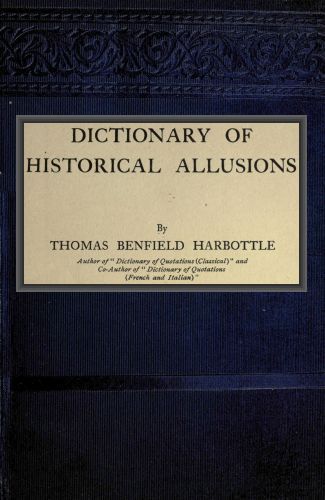 DICTIONARY OF
HISTORICAL ALLUSIONS
By
THOMAS BENFIELD HARBOTTLE
Author of "Dictionary of Quotations (Classical)" and
Co-Author of "Dictionary of Quotations
(French and Italian)"